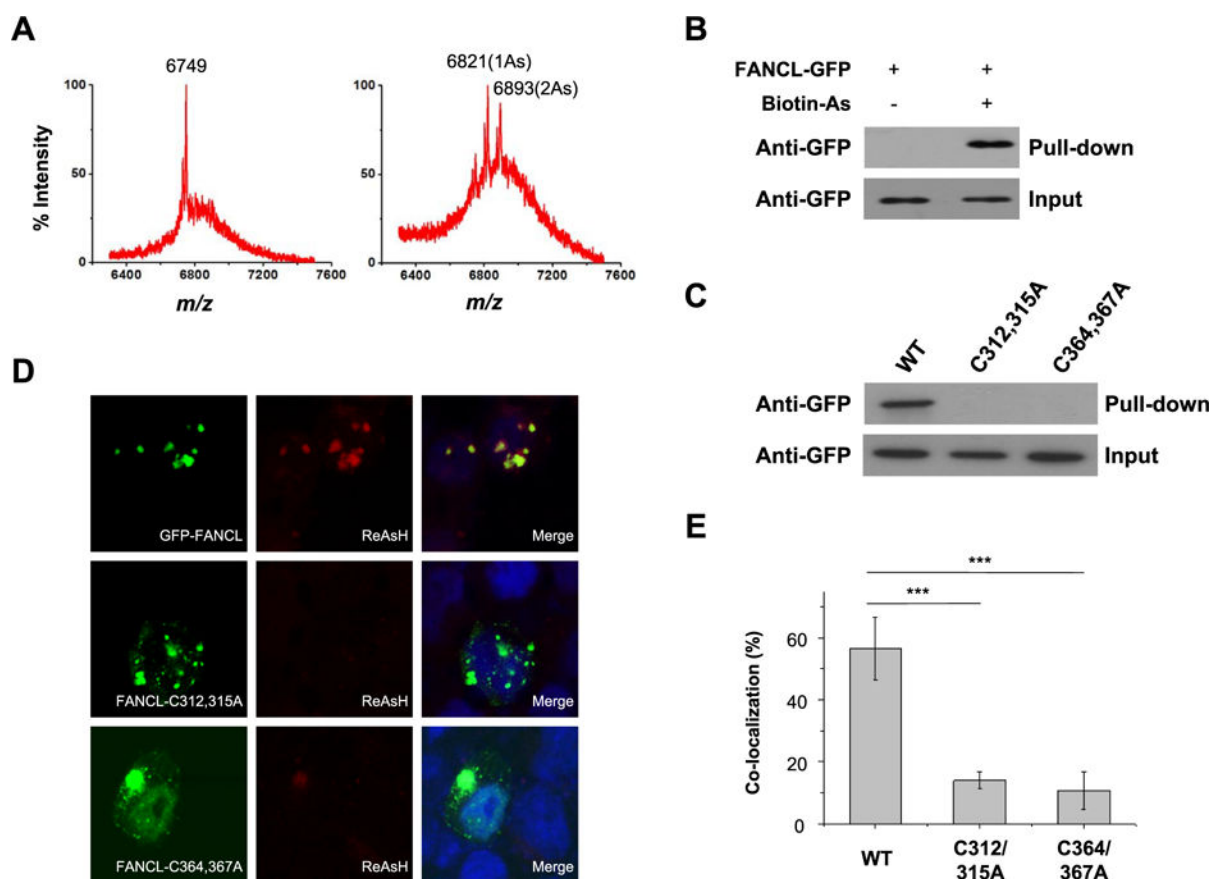 A
6749
100
50
0
% Intensity
6400 6800 7200 7600
m/z
6821(1As)
6893(2As)
100
50
0
6400 6800 7200 7600
m/z
B
FANCL-GFP + +
Biotin-As - +
Anti-GFP Pull-down
Anti-GFP Input
C
WT C312,315A C364,367A
Anti-GFP Pull-down
Anti-GFP Input
D
GFP-FANCL ReAsH Merge
FANCL-C312,315A ReAsH Merge
FANCL-C364,367A ReAsH Merge
E
***
***
Co-localization (%)
60
40
20
0
WT
C312/
315A
C364/
367A